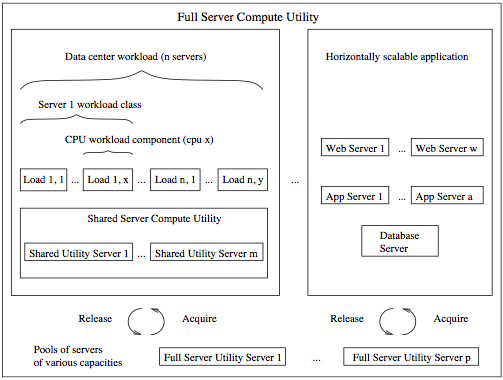 Full Server Compute Utility
Data center workload (n servers)
Server 1 workload class
CPU workload component (cpu x)
Load 1, 1 ... Load 1, x ... Load n, 1 ... Load n, y
Shared Server Compute Utility
Shared Utility Server 1 ... Shared Utility Server m
...
Horizontally scalable application
Web Server 1 ... Web Server w
App Server 1 ... App Server a
Database
Server
Release Acquire
Release Acquire
Pools of servers
of various capacities
Full Server Utility Server 1 ... Full Server Utility Server p